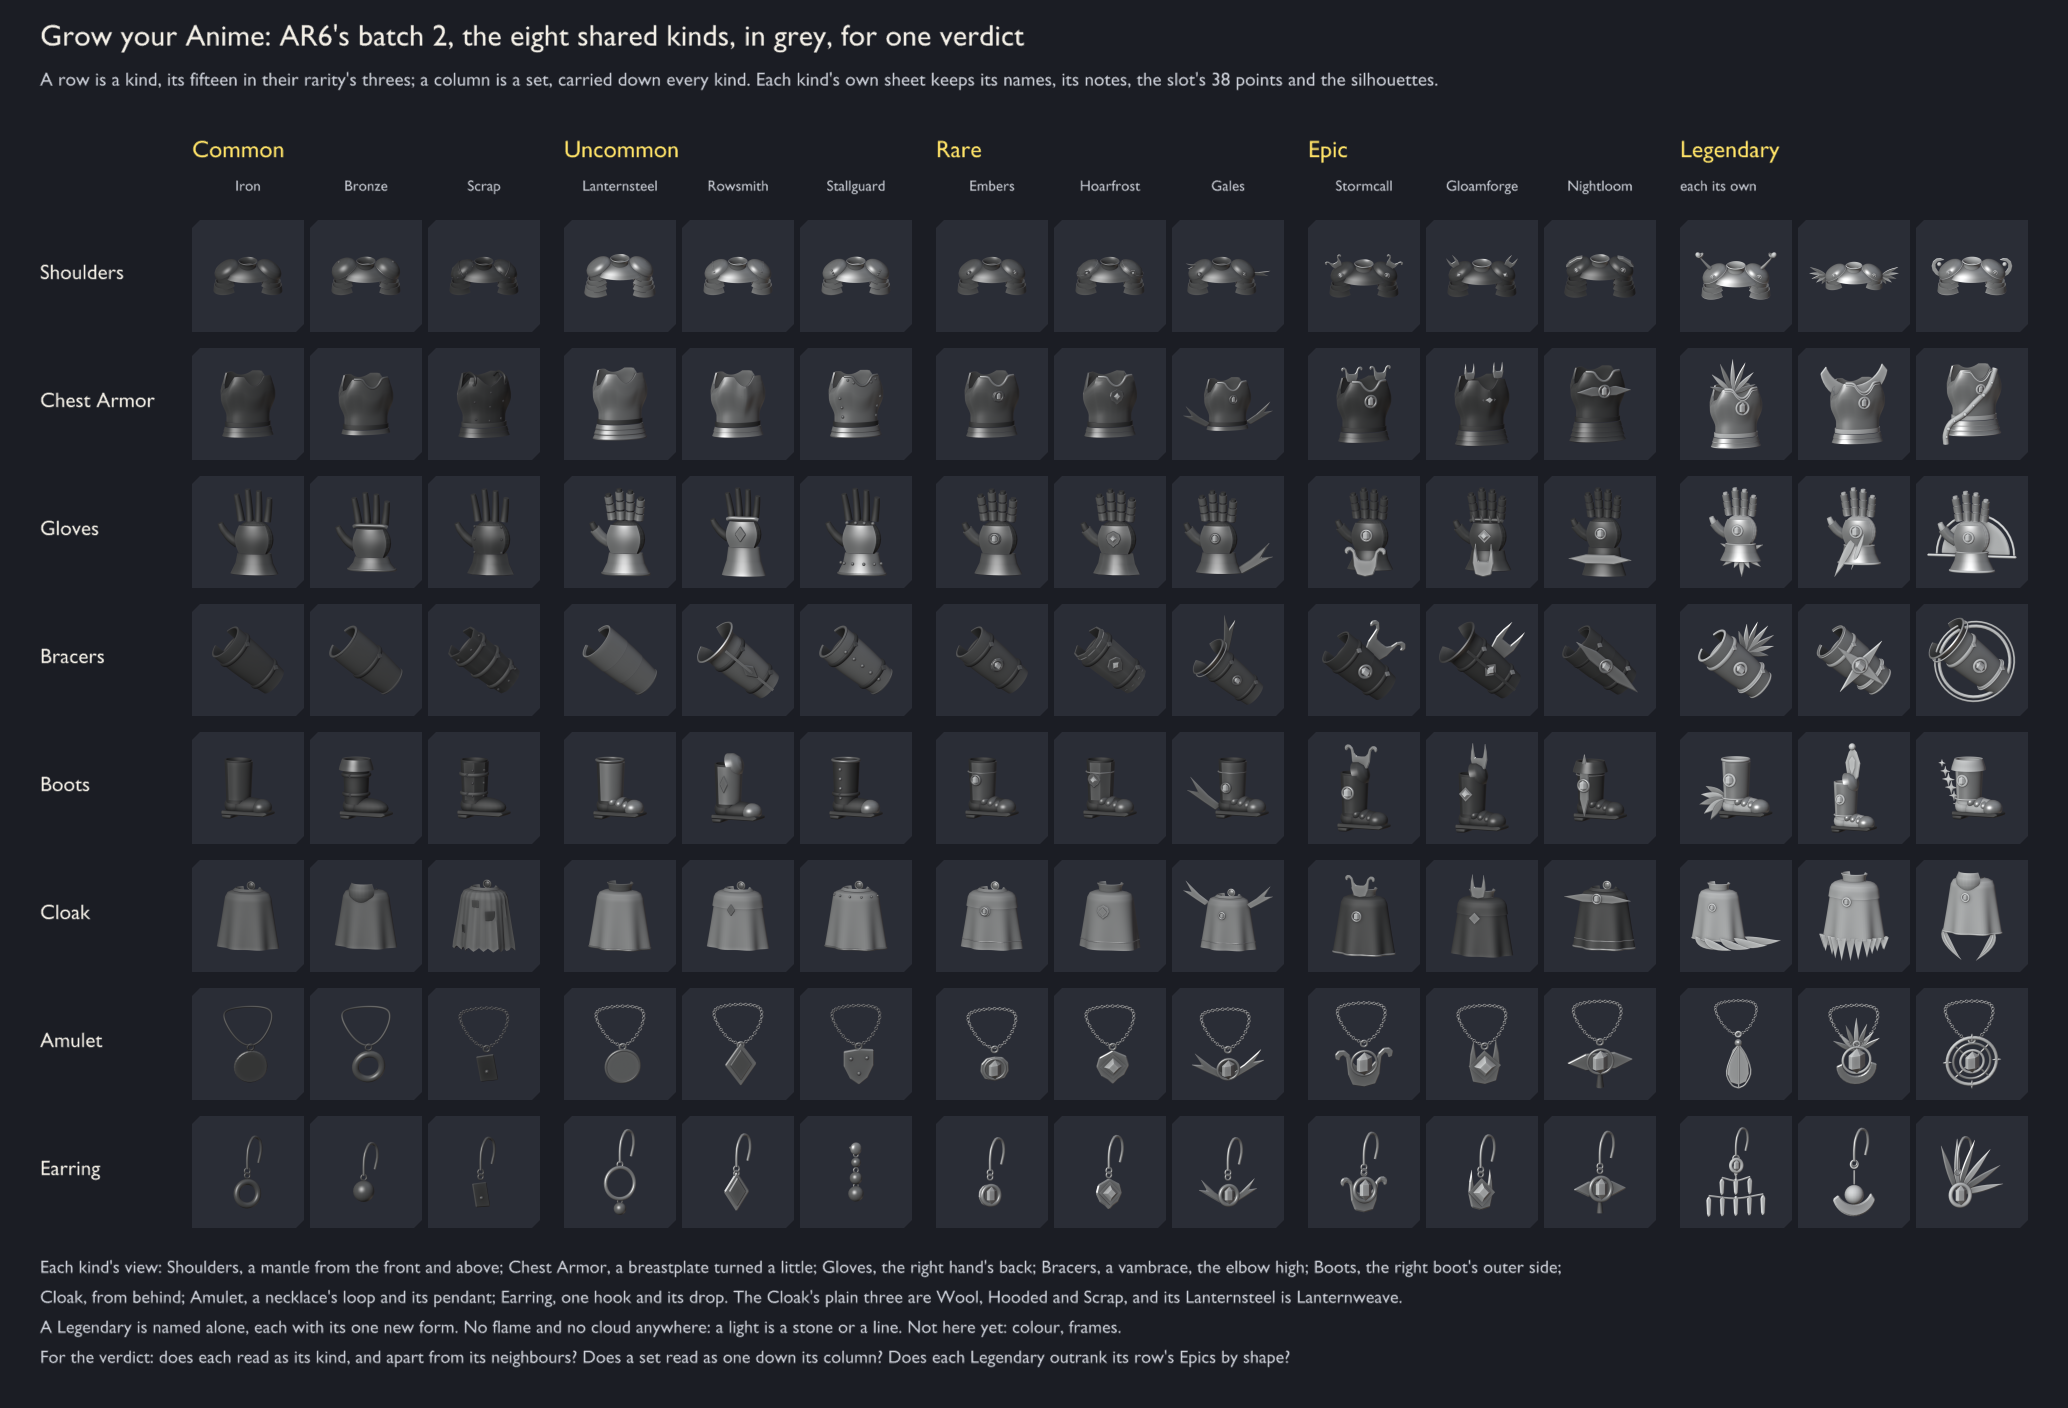 Grow your Anime: AR6's batch 2, the eight shared kinds, in grey, for one verdict
A row is a kind, its fifteen in their rarity's threes; a column is a set, carried down every kind. Each kind's own sheet keeps its names, its notes, the slot's 38 points and the silhouettes.
Common Uncommon Rare Epic Legendary
Iron Bronze Scrap Lanternsteel Rowsmith Stallguard Embers Hoarfrost Gales Stormcall Gloamforge Nightloom each its own
Shoulders
Chest Armor
Gloves
Bracers
Boots
Cloak
Amulet
Earring
Each kind's view: Shoulders, a mantle from the front and above; Chest Armor, a breastplate turned a little; Gloves, the right hand's back; Bracers, a vambrace, the elbow high; Boots, the right boot's outer side;
Cloak, from behind; Amulet, a necklace's loop and its pendant; Earring, one hook and its drop. The Cloak's plain three are Wool, Hooded and Scrap, and its Lanternsteel is Lanternweave.
A Legendary is named alone, each with its one new form. No flame and no cloud anywhere: a light is a stone or a line. Not here yet: colour, frames.
For the verdict: does each read as its kind, and apart from its neighbours? Does a set read as one down its column? Does each Legendary outrank its row's Epics by shape?